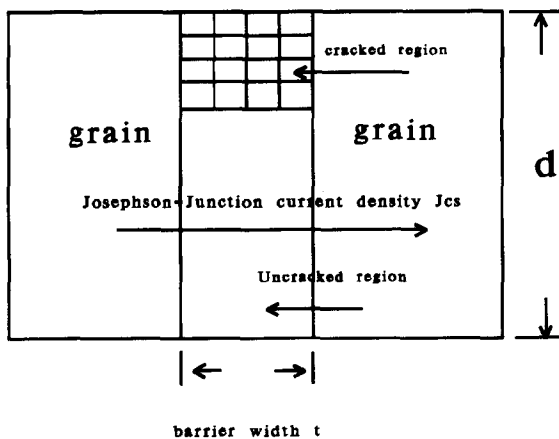 cracked region
grain
grain
d
Josephson-Junction current density Jcs
Uncracked region
barrier width t